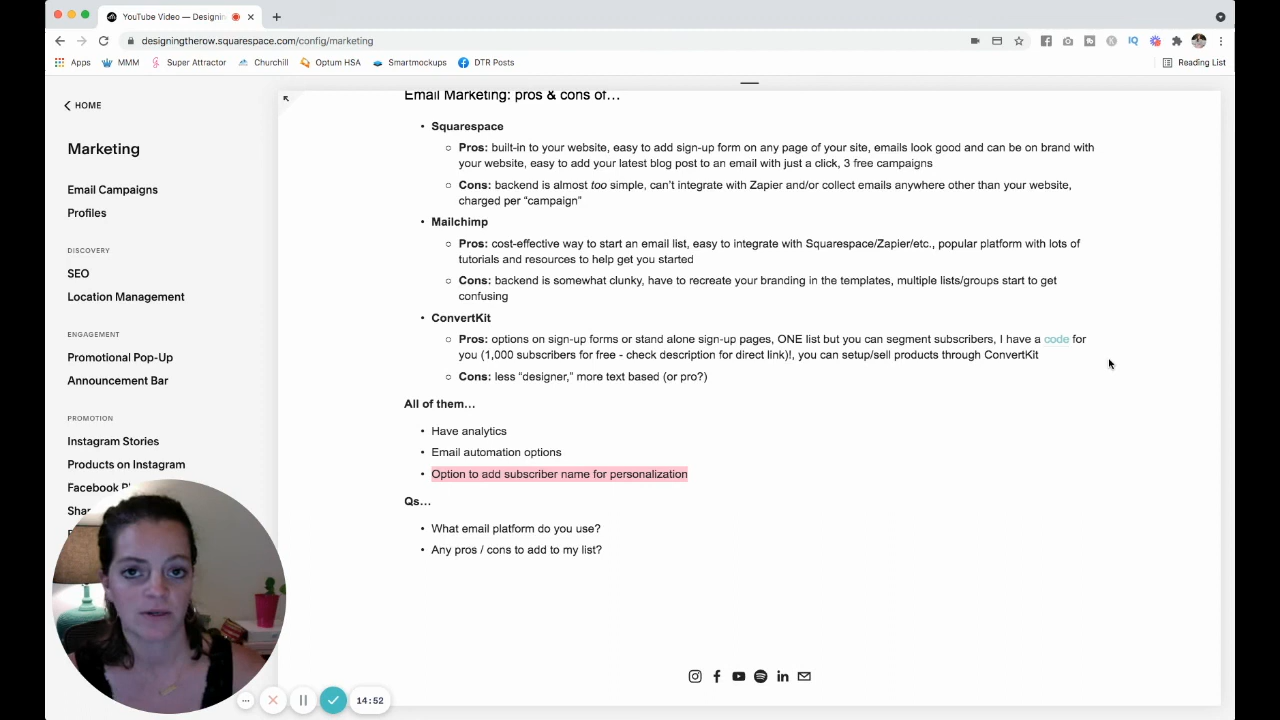 YouTube Video — Designin
designingtherow.squarespace.com/config/marketing
Apps
MMM
Super Attractor
Churchill
Optum HSA
Smartmockups
DTR Posts
Reading List
HOME
Marketing
Email Campaigns
Profiles
DISCOVERY
SEO
Location Management
ENGAGEMENT
Promotional Pop-Up
Announcement Bar
PROMOTION
Instagram Stories
Products on Instagram
Facebook
Email Marketing: pros & cons of…
• Squarespace
Pros: built-in to your website, easy to add sign-up form on any page of your site, emails look good and can be on brand with
your website, easy to add your latest blog post to an email with just a click, 3 free campaigns
Cons: backend is almost too simple, can’t integrate with Zapier and/or collect emails anywhere other than your website,
charged per “campaign”
• Mailchimp
Pros: cost-effective way to start an email list, easy to integrate with Squarespace/Zapier/etc., popular platform with lots of
tutorials and resources to help get you started
Cons: backend is somewhat clunky, have to recreate your branding in the templates, multiple lists/groups start to get
confusing
• ConvertKit
Pros: options on sign-up forms or stand alone sign-up pages, ONE list but you can segment subscribers, I have a code for
you (1,000 subscribers for free - check description for direct link)!, you can setup/sell products through ConvertKit
Cons: less “designer,” more text based (or pro?)
All of them…
• Have analytics
• Email automation options
• Option to add subscriber name for personalization
Qs…
• What email platform do you use?
• Any pros / cons to add to my list?
14:52